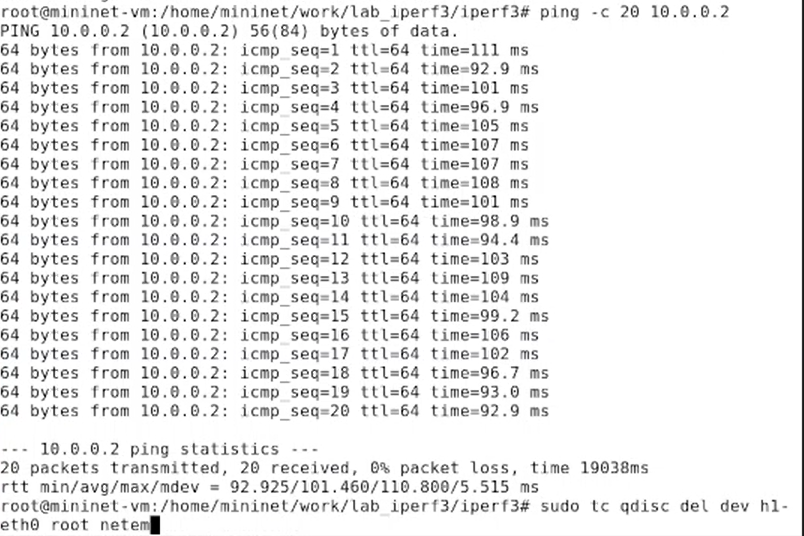 root@mininet-vm:/home/mininet/work/lab_iperf3/iperf3# ping -c 20 10.0.0.2
PING 10.0.0.2 (10.0.0.2) 56(84) bytes of data.
64 bytes from 10.0.0.2: icmp_seq=1 ttl=64 time=111 ms
64 bytes from 10.0.0.2: icmp_seq=2 ttl=64 time=92.9 ms
64 bytes from 10.0.0.2: icmp_seq=3 ttl=64 time=101 ms
64 bytes from 10.0.0.2: icmp_seq=4 ttl=64 time=96.9 ms
64 bytes from 10.0.0.2: icmp_seq=5 ttl=64 time=105 ms
64 bytes from 10.0.0.2: icmp_seq=6 ttl=64 time=107 ms
64 bytes from 10.0.0.2: icmp_seq=7 ttl=64 time=107 ms
64 bytes from 10.0.0.2: icmp_seq=8 ttl=64 time=108 ms
64 bytes from 10.0.0.2: icmp_seq=9 ttl=64 time=101 ms
64 bytes from 10.0.0.2: icmp_seq=10 ttl=64 time=98.9 ms
64 bytes from 10.0.0.2: icmp_seq=11 ttl=64 time=94.4 ms
64 bytes from 10.0.0.2: icmp_seq=12 ttl=64 time=103 ms
64 bytes from 10.0.0.2: icmp_seq=13 ttl=64 time=109 ms
64 bytes from 10.0.0.2: icmp_seq=14 ttl=64 time=104 ms
64 bytes from 10.0.0.2: icmp_seq=15 ttl=64 time=99.2 ms
64 bytes from 10.0.0.2: icmp_seq=16 ttl=64 time=106 ms
64 bytes from 10.0.0.2: icmp_seq=17 ttl=64 time=102 ms
64 bytes from 10.0.0.2: icmp_seq=18 ttl=64 time=96.7 ms
64 bytes from 10.0.0.2: icmp_seq=19 ttl=64 time=93.0 ms
64 bytes from 10.0.0.2: icmp_seq=20 ttl=64 time=92.9 ms
--- 10.0.0.2 ping statistics ---
20 packets transmitted, 20 received, 0% packet loss, time 19038ms
rtt min/avg/max/mdev = 92.925/101.460/110.800/5.515 ms
root@mininet-vm:/home/mininet/work/lab_iperf3/iperf3# sudo tc qdisc del dev h1-
eth0 root netem